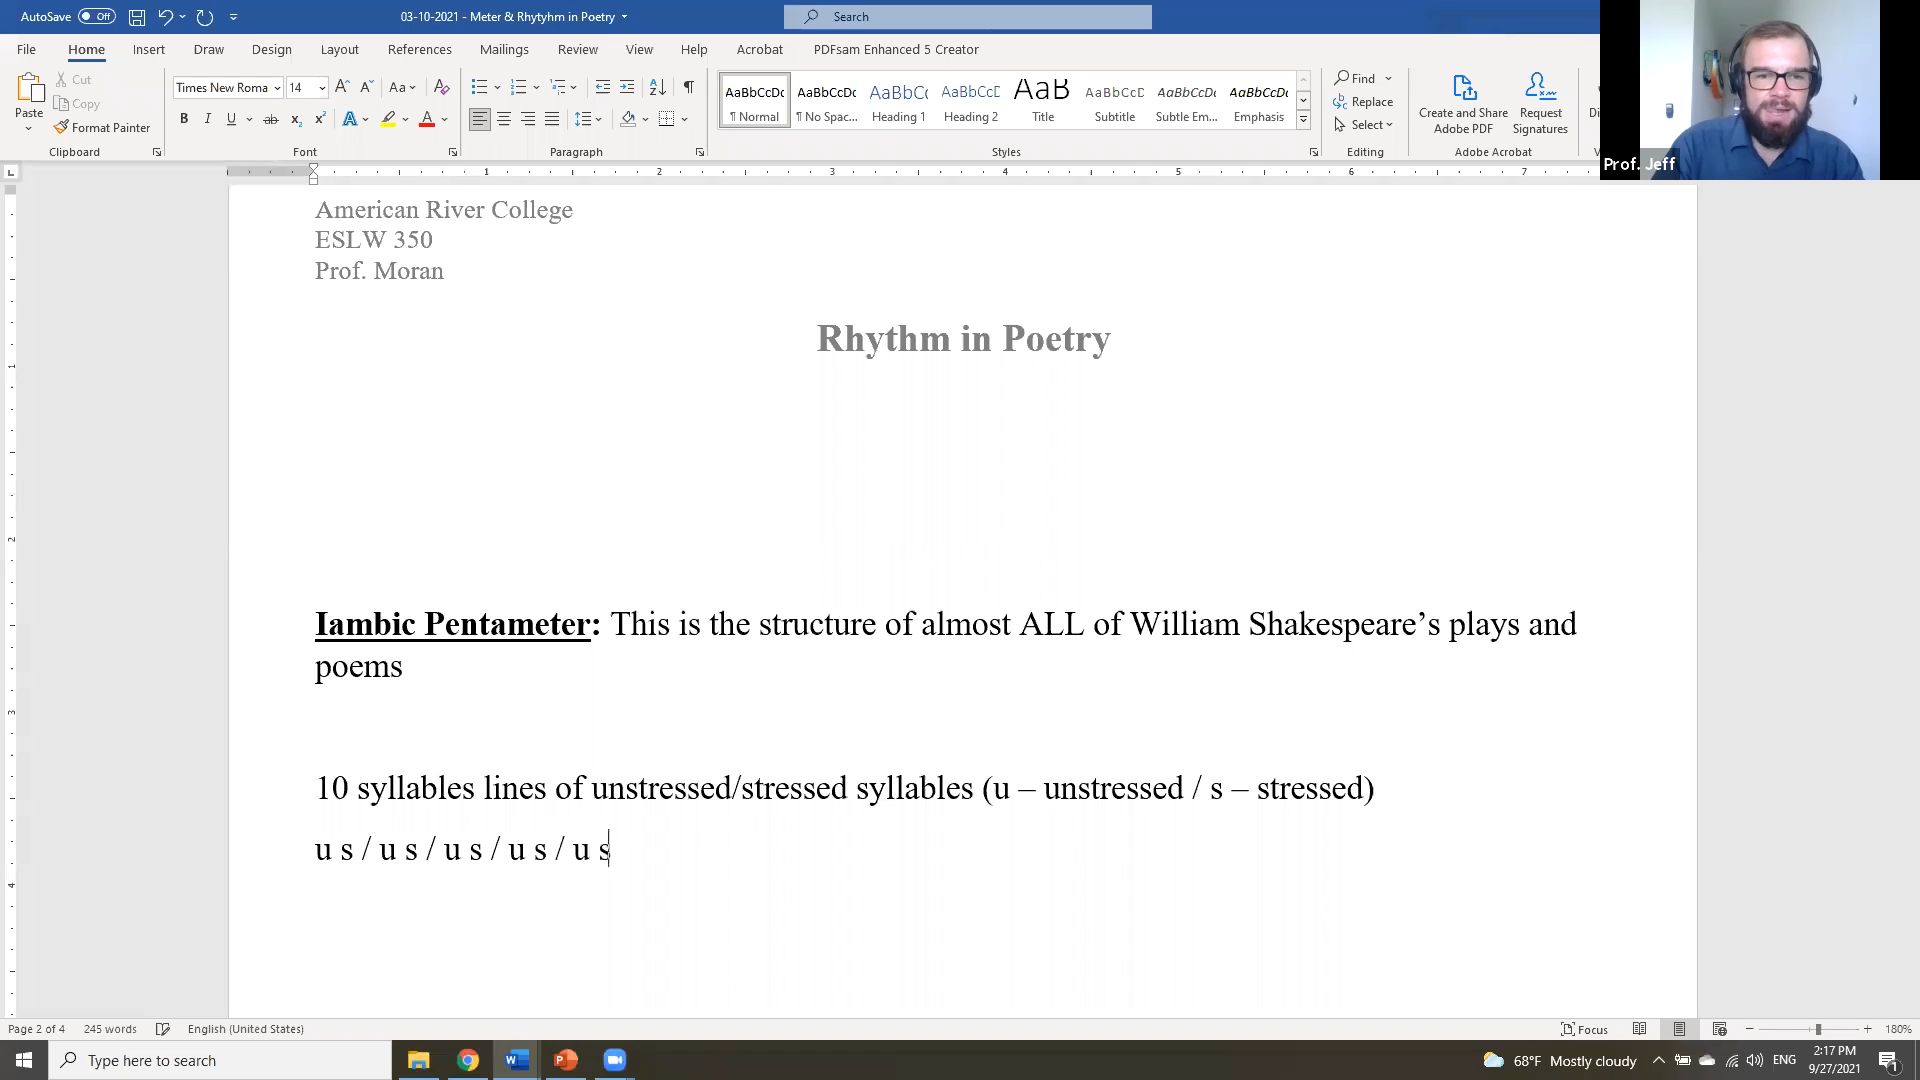 AutoSave Off 03-10-2021 - Meter & Rhytyhm in Poetry Search
File Home Insert Draw Design Layout References Mailings Review View Help Acrobat PDFsam Enhanced 5 Creator
Paste Cut Copy Format Painter
Clipboard
Times New Roma 14
Font
Paragraph
AaBbCcDc AaBbCcDc AaBbCc AaBbCcD AaB AaBbCcD AaBbCcDc AaBbCcDc
¶ Normal ¶ No Spac... Heading 1 Heading 2 Title Subtitle Subtle Em... Emphasis
Styles
Find
Replace
Select
Editing
Create and Share Adobe PDF
Request Signatures
Adobe Acrobat
Prof. Jeff
1 2 3 4 5 6 7
American River College
ESLW 350
Prof. Moran
Rhythm in Poetry
Iambic Pentameter: This is the structure of almost ALL of William Shakespeare’s plays and
poems
10 syllables lines of unstressed/stressed syllables (u – unstressed / s – stressed)
u s / u s / u s / u s / u s
Page 2 of 4 245 words English (United States) Focus 180%
Type here to search 68°F Mostly cloudy ENG 2:17 PM
9/27/2021